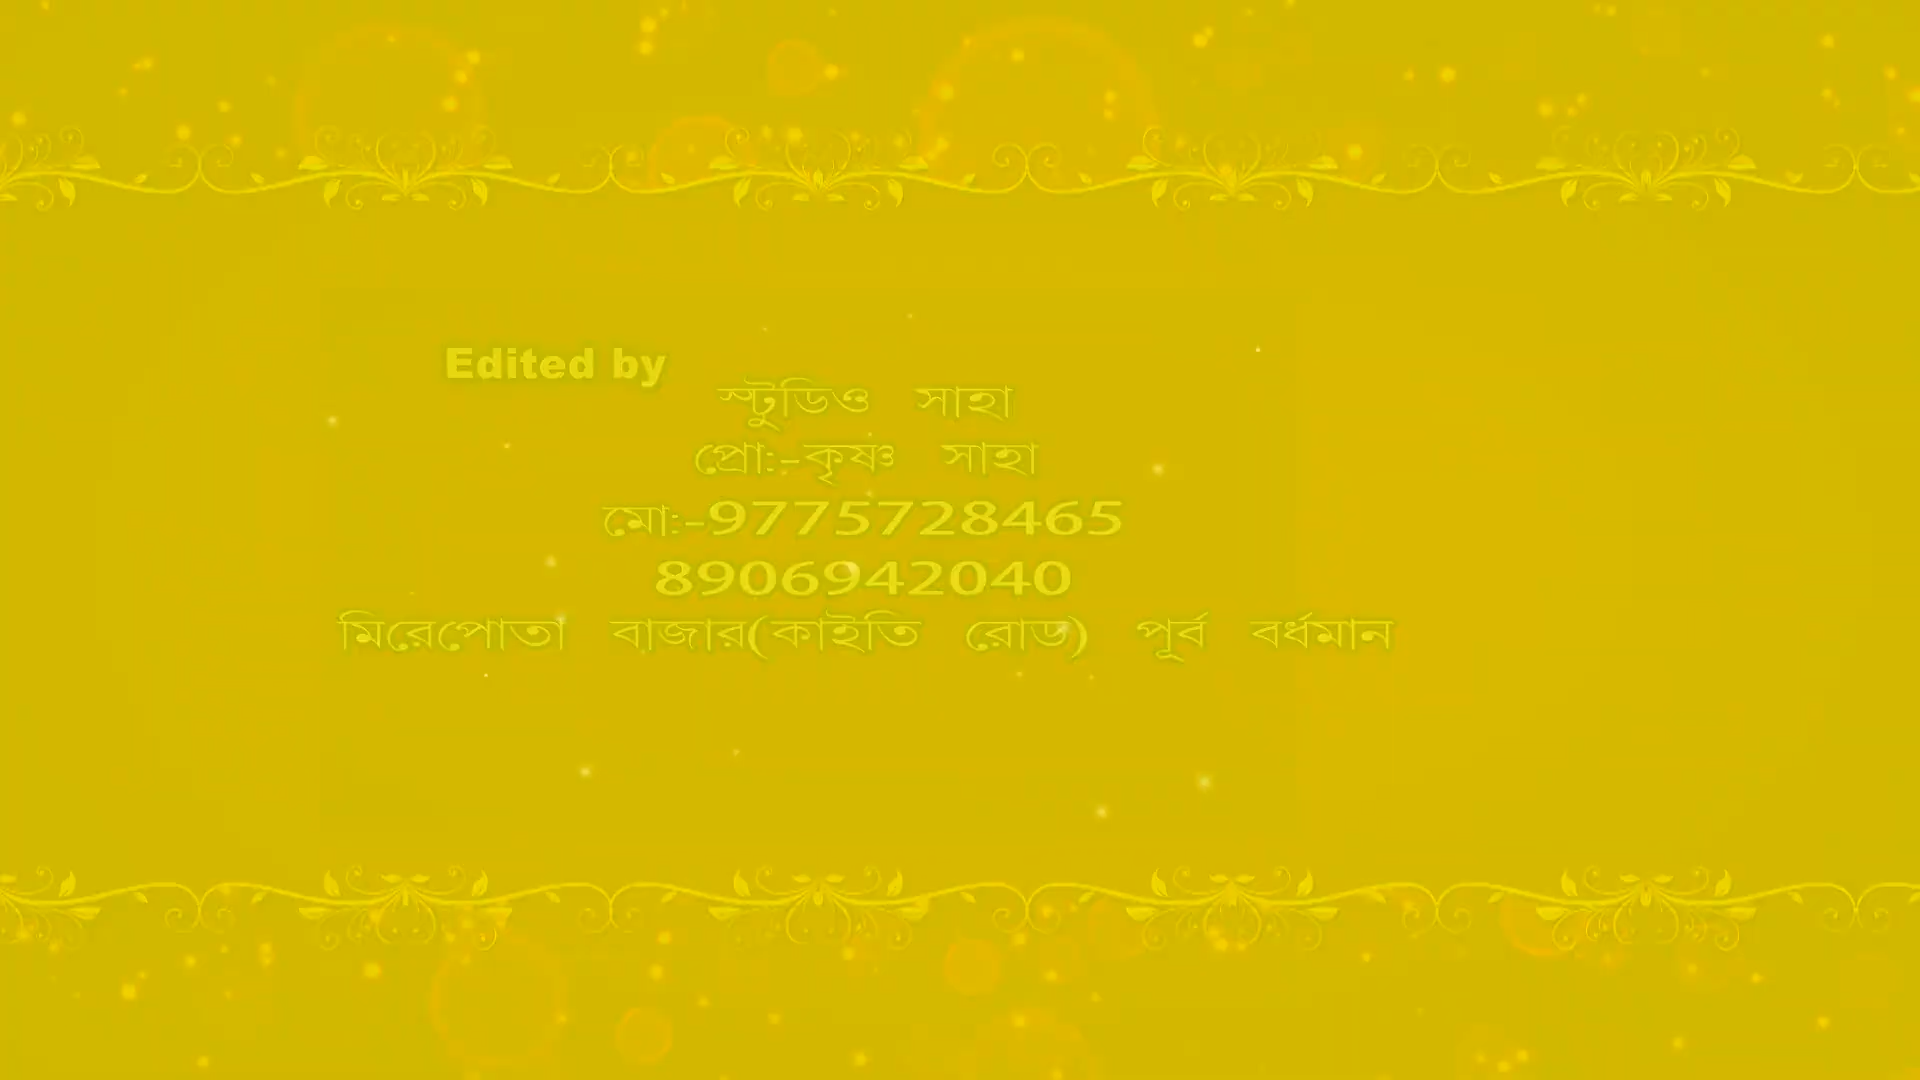 Edited by
স্টুডিও সাহা
প্রো:-কৃষ্ণ সাহা
মো:-9775728465
8906942040
মিরেপোতা বাজার(কাইতি রোড) পূর্ব বর্ধমান